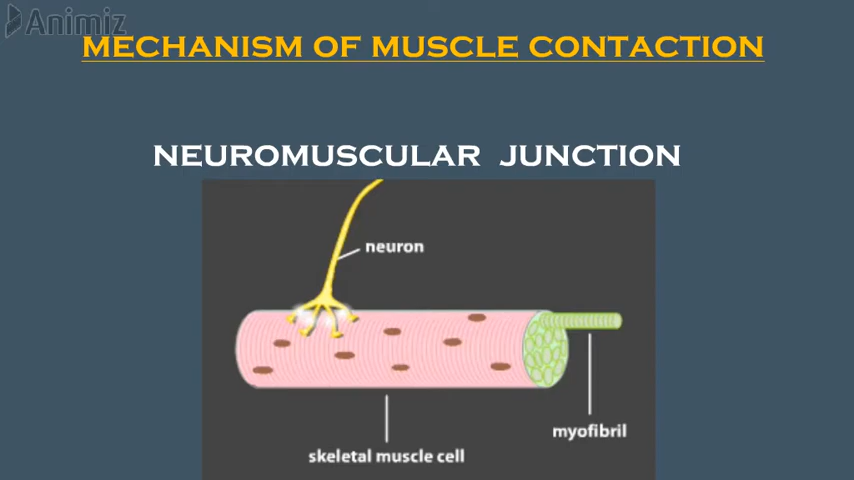 Animiz
MECHANISM OF MUSCLE CONTACTION
NEUROMUSCULAR JUNCTION
neuron
myofibril
skeletal muscle cell